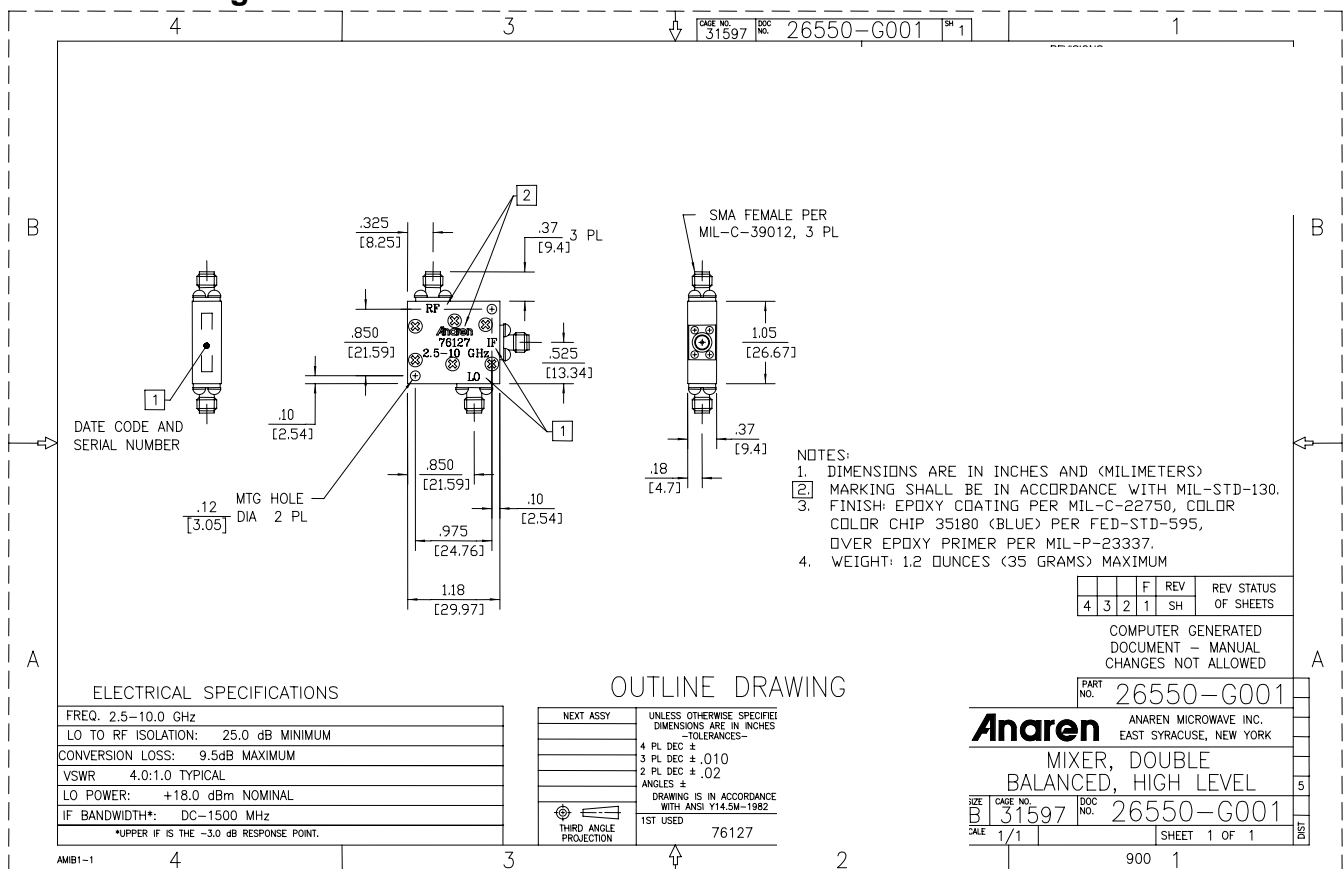 4
3
CAGE NO. 31597
DOC NO. 26550-G001
SH 1
1
B
B
2
.325
[8.25]
.37 3 PL
[9.4]
SMA FEMALE PER
MIL-C-39012, 3 PL
RF
Anaren
76127
2.5-10 GHz
IF
LO
.850
[21.59]
.525
[13.34]
1.05
[26.67]
1
DATE CODE AND
SERIAL NUMBER
.10
[2.54]
1
.37
[9.4]
.18
[4.7]
.850
[21.59]
MTG HOLE
.12 DIA 2 PL
[3.05]
.10
[2.54]
.975
[24.76]
1.18
[29.97]
NOTES:
1. DIMENSIONS ARE IN INCHES AND (MILIMETERS)
2. MARKING SHALL BE IN ACCORDANCE WITH MIL-STD-130.
3. FINISH: EPOXY COATING PER MIL-C-22750, COLOR
COLOR CHIP 35180 (BLUE) PER FED-STD-595,
OVER EPOXY PRIMER PER MIL-P-23337.
4. WEIGHT: 1.2 OUNCES (35 GRAMS) MAXIMUM
F REV
4 3 2 1 SH
REV STATUS
OF SHEETS
COMPUTER GENERATED
DOCUMENT - MANUAL
CHANGES NOT ALLOWED
A
A
ELECTRICAL SPECIFICATIONS
FREQ. 2.5-10.0 GHz
LO TO RF ISOLATION: 25.0 dB MINIMUM
CONVERSION LOSS: 9.5dB MAXIMUM
VSWR 4.0:1.0 TYPICAL
LO POWER: +18.0 dBm NOMINAL
IF BANDWIDTH*: DC-1500 MHz
*UPPER IF IS THE -3.0 dB RESPONSE POINT.
OUTLINE DRAWING
NEXT ASSY
THIRD ANGLE
PROJECTION
UNLESS OTHERWISE SPECIFIE
DIMENSIONS ARE IN INCHES
-TOLERANCES-
4 PL DEC ±
3 PL DEC ± .010
2 PL DEC ± .02
ANGLES ±
DRAWING IS IN ACCORDANCE
WITH ANSI Y14.5M-1982
1ST USED
76127
PART NO. 26550-G001
Anaren
ANAREN MICROWAVE INC.
EAST SYRACUSE, NEW YORK
MIXER, DOUBLE
BALANCED, HIGH LEVEL
5
SIZE B
CAGE NO. 31597
DOC NO. 26550-G001
CALE 1/1
SHEET 1 OF 1
DIST
AMIB1-1
4
3
2
900
1